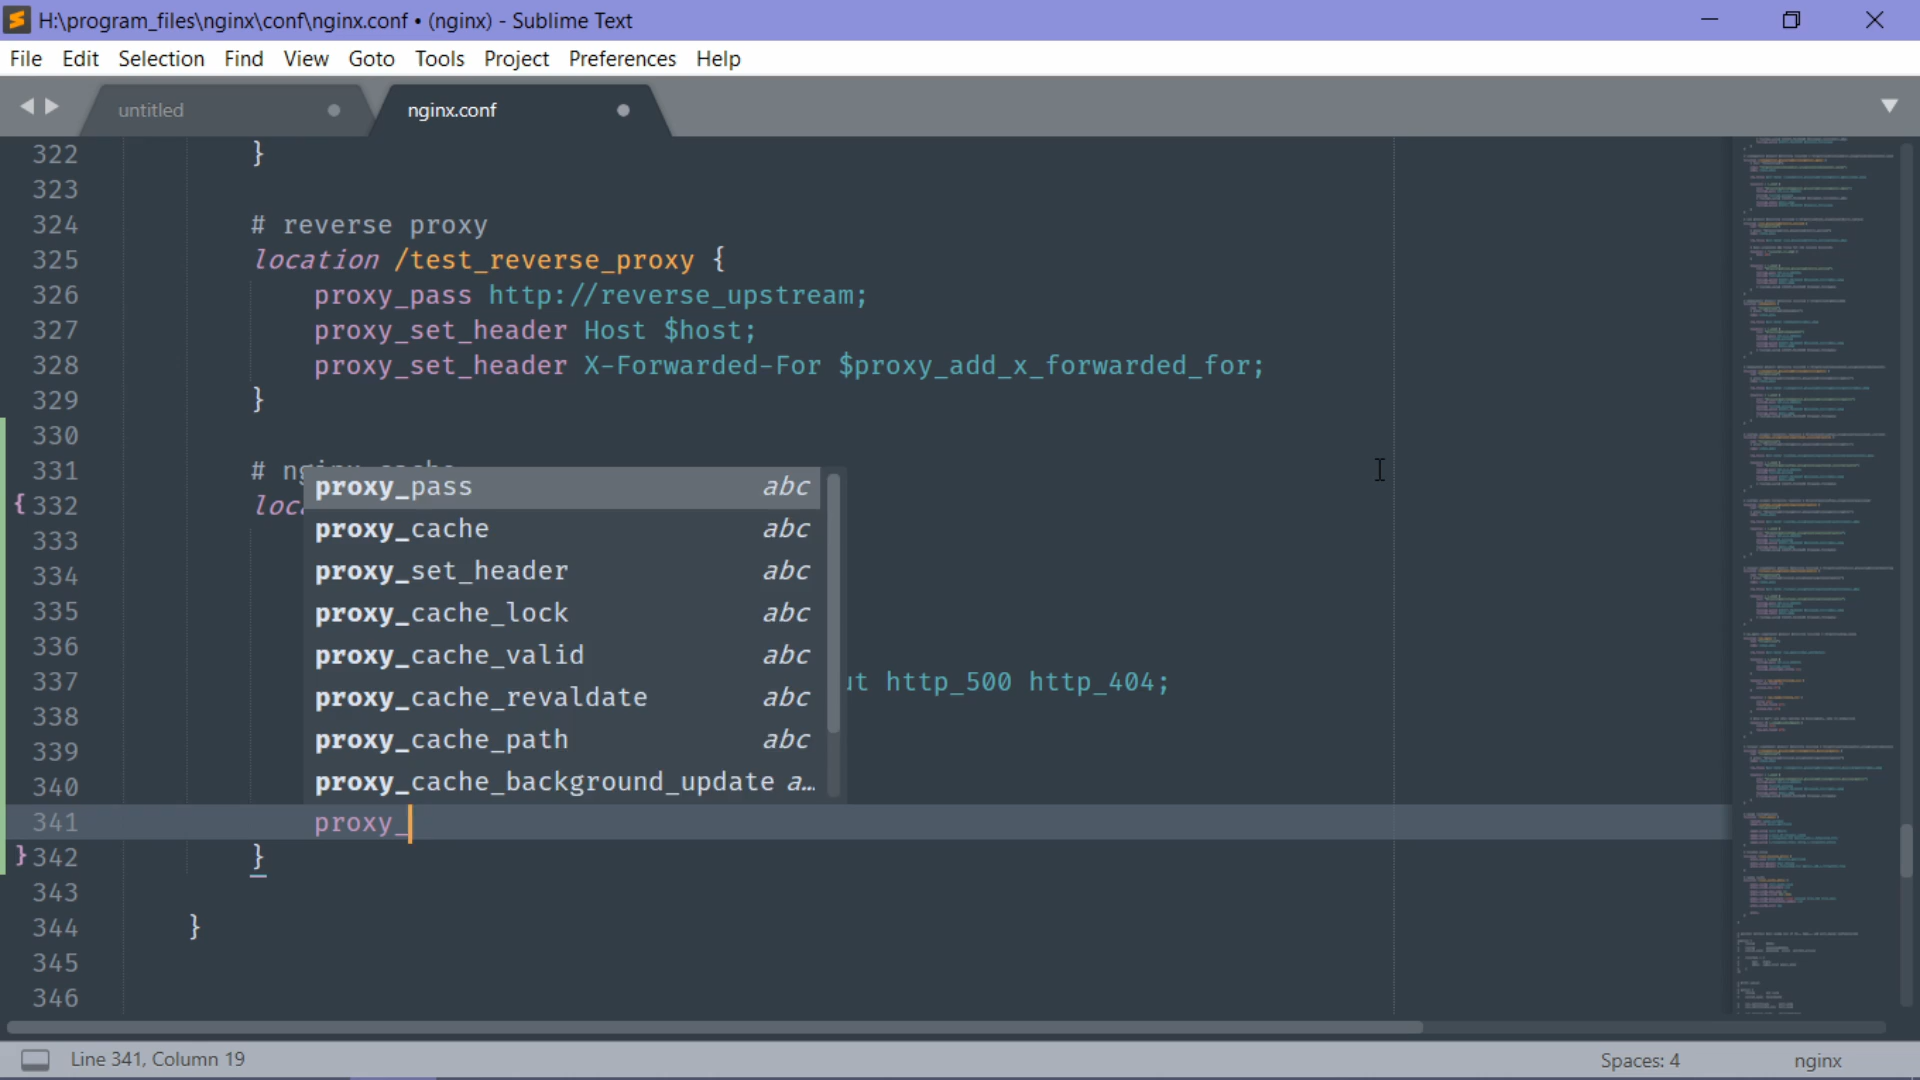 H:\program_files\nginx\conf\nginx.conf • (nginx) - Sublime Text
File Edit Selection Find View Goto Tools Project Preferences Help
untitled nginx.conf
322 }
323
324 # reverse proxy
325 location /test_reverse_proxy {
326 proxy_pass http://reverse_upstream;
327 proxy_set_header Host $host;
328 proxy_set_header X-Forwarded-For $proxy_add_x_forwarded_for;
329 }
330
331 #
{ 332
333
334
335
336
337 http_500 http_404;
338
339
340
proxy_pass abc
proxy_cache abc
proxy_set_header abc
proxy_cache_lock abc
proxy_cache_valid abc
proxy_cache_revaldate abc
proxy_cache_path abc
proxy_cache_background_update a…
341 proxy_
} 342 }
343
344 }
345
346
Line 341, Column 19 Spaces: 4 nginx